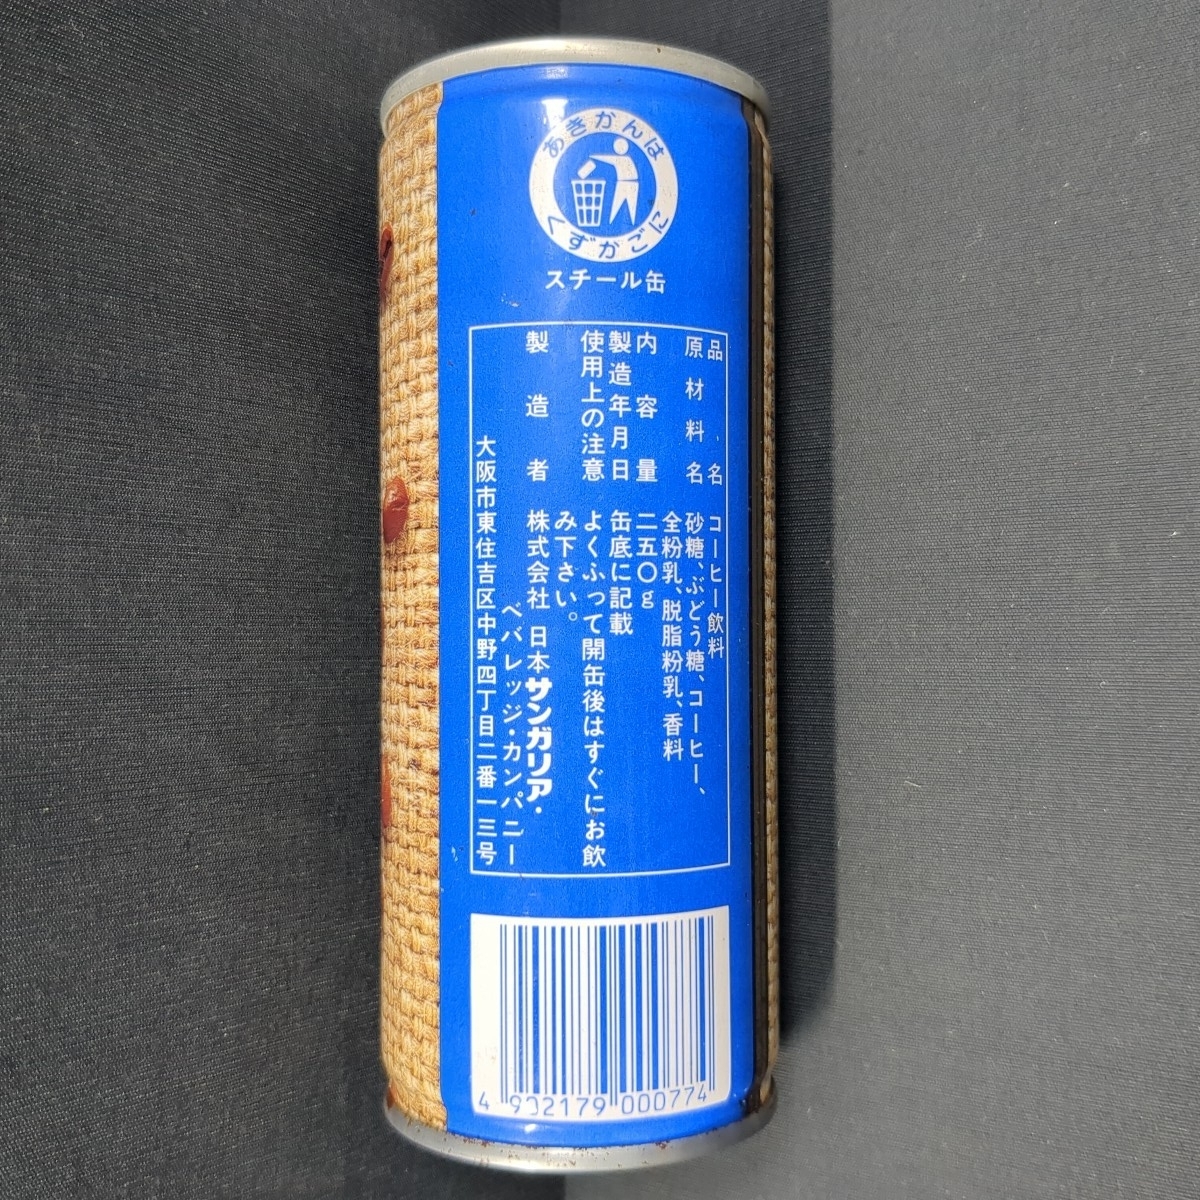 あきかんは
くずかごに
スチール缶
品名 コーヒー飲料
原材料名 砂糖、ぶどう糖、コーヒー、
全粉乳、脱脂粉乳、香料
内容量 二五〇g
製造年月日 缶底に記載
使用上の注意 よくふって開缶後はすぐにお飲
み下さい。
製造者 株式会社 日本サンガリア・
ベバレッジ・カンパニー
大阪市東住吉区中野四丁目二番一三号
4 902179 000774